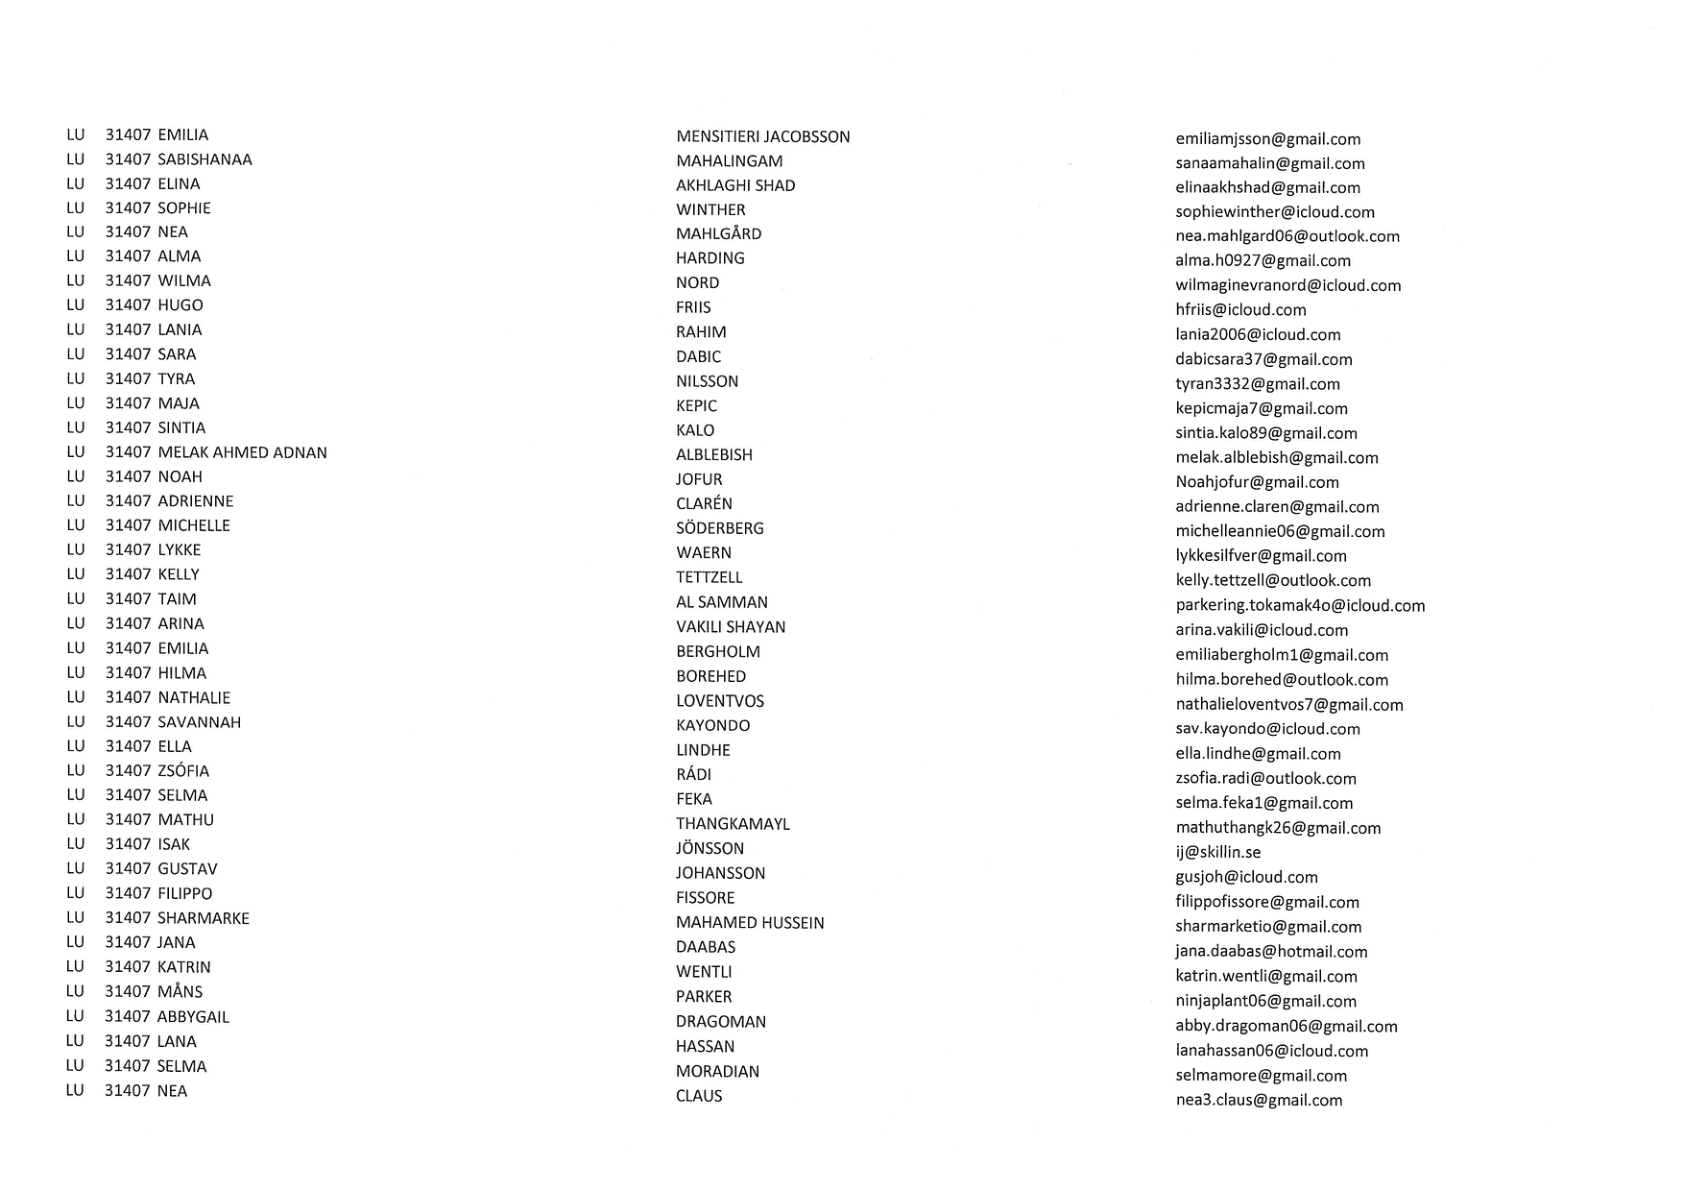 LU 31407 EMILIA MENSITIERI JACOBSSON emiliamjsson@gmail.com
LU 31407 SABISHANAA MAHALINGAM sanaamahalin@gmail.com
LU 31407 ELINA AKHLAGHI SHAD elinaakhshad@gmail.com
LU 31407 SOPHIE WINTHER sophiewinther@icloud.com
LU 31407 NEA MAHLGÅRD nea.mahlgard06@outlook.com
LU 31407 ALMA HARDING alma.h0927@gmail.com
LU 31407 WILMA NORD wilmaginevranord@icloud.com
LU 31407 HUGO FRIIS hfriis@icloud.com
LU 31407 LANIA RAHIM lania2006@icloud.com
LU 31407 SARA DABIC dabicsara37@gmail.com
LU 31407 TYRA NILSSON tyran3332@gmail.com
LU 31407 MAJA KEPIC kepicmaja7@gmail.com
LU 31407 SINTIA KALO sintia.kalo89@gmail.com
LU 31407 MELAK AHMED ADNAN ALBLEBISH melak.alblebish@gmail.com
LU 31407 NOAH JOFUR Noahjofur@gmail.com
LU 31407 ADRIENNE CLARÉN adrienne.claren@gmail.com
LU 31407 MICHELLE SÖDERBERG michelleannie06@gmail.com
LU 31407 LYKKE WAERN lykkesilfver@gmail.com
LU 31407 KELLY TETTZELL kelly.tettzell@outlook.com
LU 31407 TAIM AL SAMMAN parkering.tokamak4o@icloud.com
LU 31407 ARINA VAKILI SHAYAN arina.vakili@icloud.com
LU 31407 EMILIA BERGHOLM emiliabergholm1@gmail.com
LU 31407 HILMA BOREHED hilma.borehed@outlook.com
LU 31407 NATHALIE LOVENTVOS nathalieloventvos7@gmail.com
LU 31407 SAVANNAH KAYONDO sav.kayondo@icloud.com
LU 31407 ELLA LINDHE ella.lindhe@gmail.com
LU 31407 ZSÓFIA RÁDI zsofia.radi@outlook.com
LU 31407 SELMA FEKA selma.feka1@gmail.com
LU 31407 MATHU THANGKAMAYL mathuthangk26@gmail.com
LU 31407 ISAK JÖNSSON ij@skillin.se
LU 31407 GUSTAV JOHANSSON gusjoh@icloud.com
LU 31407 FILIPPO FISSORE filippofissore@gmail.com
LU 31407 SHARMARKE MAHAMED HUSSEIN sharmarketio@gmail.com
LU 31407 JANA DAABAS jana.daabas@hotmail.com
LU 31407 KATRIN WENTLI katrin.wentli@gmail.com
LU 31407 MÅNS PARKER ninjaplant06@gmail.com
LU 31407 ABBYGAIL DRAGOMAN abby.dragoman06@gmail.com
LU 31407 LANA HASSAN lanahassan06@icloud.com
LU 31407 SELMA MORADIAN selmamore@gmail.com
LU 31407 NEA CLAUS nea3.claus@gmail.com